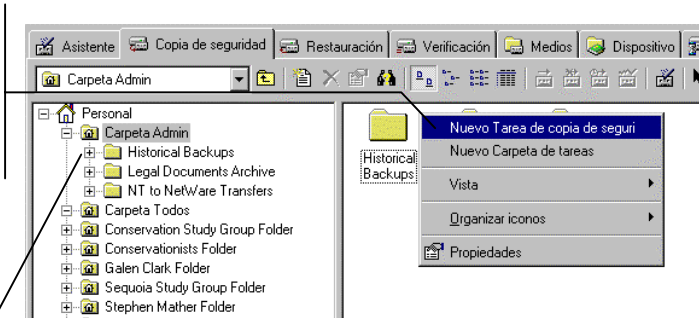 Asistente Copia de seguridad Restauración Verificación Medios Dispositivo
Carpeta Admin
Personal
Carpeta Admin
Historical Backups
Legal Documents Archive
NT to NetWare Transfers
Carpeta Todos
Conservation Study Group Folder
Conservationists Folder
Galen Clark Folder
Sequoia Study Group Folder
Stephen Mather Folder
Historical
Backups
Nuevo Tarea de copia de seguri
Nuevo Carpeta de tareas
Vista
Organizar iconos
Propiedades